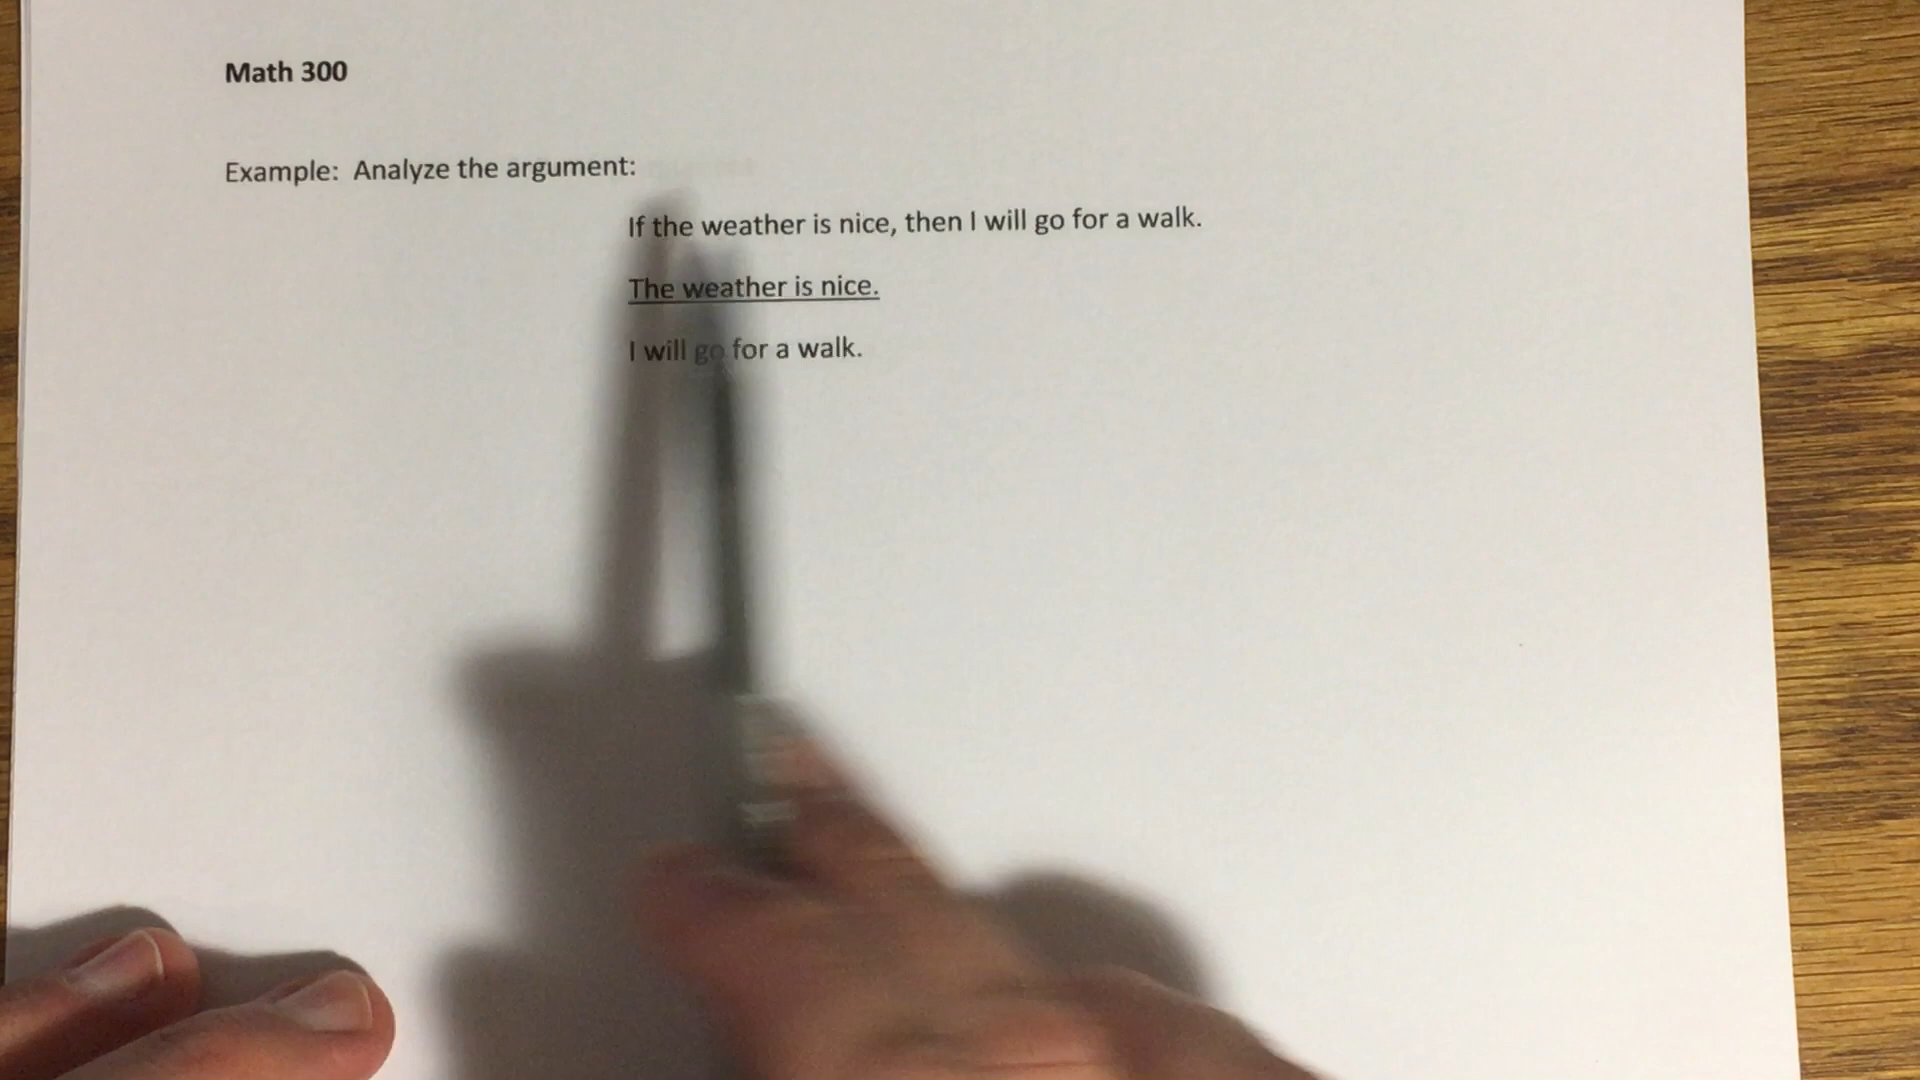 Math 300
Example: Analyze the argument:
If the weather is nice, then I will go for a walk.
The weather is nice.
I will go for a walk.